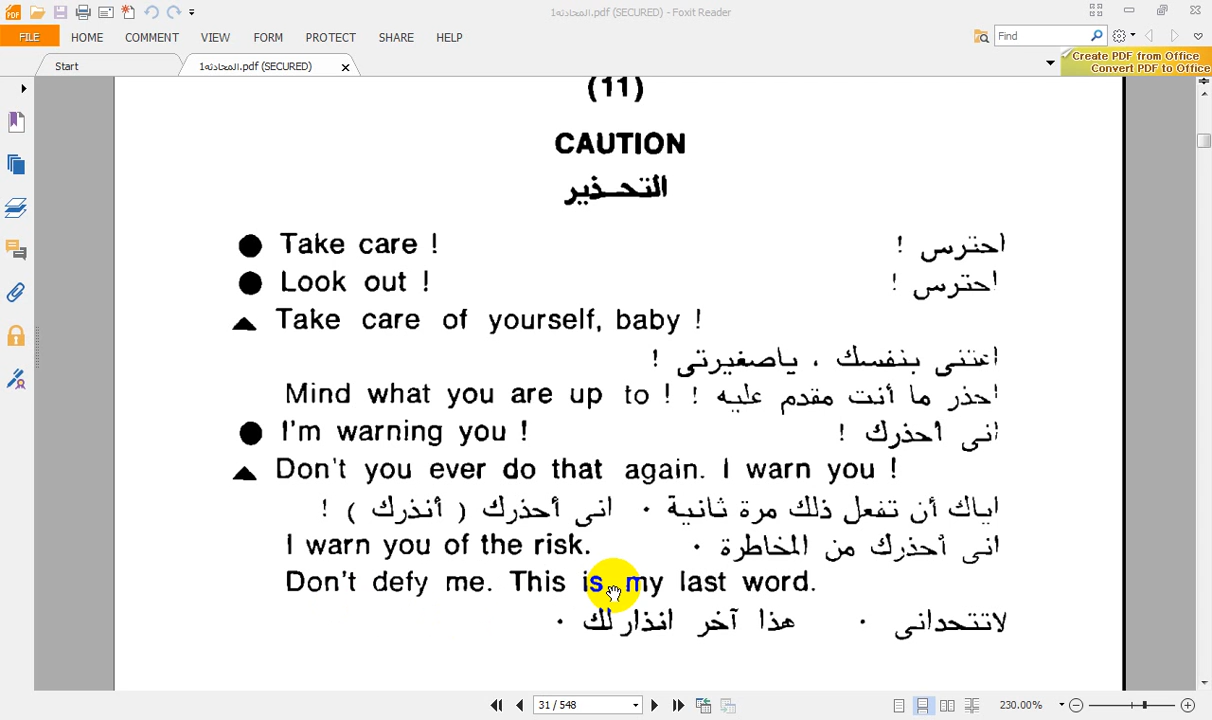 المحادثه1.pdf (SECURED) - Foxit Reader
FILE HOME COMMENT VIEW FORM PROTECT SHARE HELP Find
Start المحادثه1.pdf (SECURED)
Create PDF from Office
Convert PDF to Office
(11)
CAUTION
التحـذير
Take care ! احترس !
Look out ! احترس !
Take care of yourself, baby !
اعتنى بنفسك ، ياصغيرتى !
Mind what you are up to ! احذر ما أنت مقدم عليه !
I'm warning you ! انى أحذرك !
Don't you ever do that again. I warn you !
اياك أن تفعل ذلك مرة ثانية · انى أحذرك ( أنذرك ) !
I warn you of the risk. انى أحذرك من المخاطرة ·
Don't defy me. This is my last word.
لاتتحدانى · هذا آخر انذار لك ·
31 / 548 230.00%